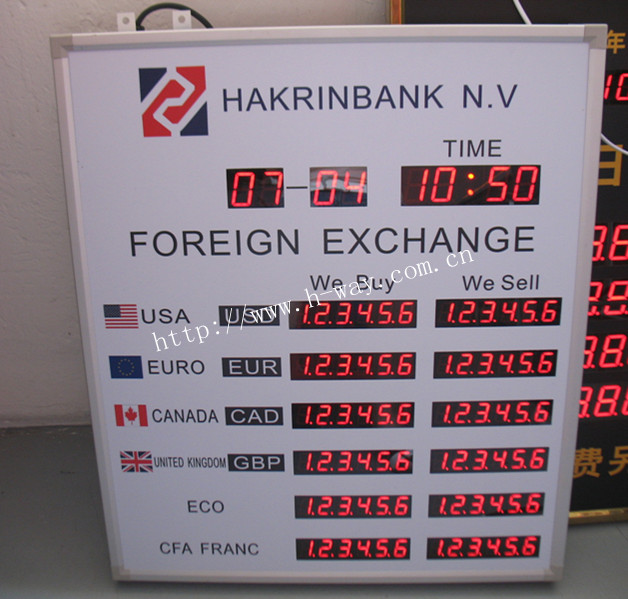 HAKRINBANK N.V
TIME
07-04 10:50
FOREIGN EXCHANGE
We Buy We Sell
USA USD 1.2.3.4.5.6 1.2.3.4.5.6
EURO EUR 1.2.3.4.5.6 1.2.3.4.5.6
CANADA CAD 1.2.3.4.5.6 1.2.3.4.5.6
UNITED KINGDOM GBP 1.2.3.4.5.6 1.2.3.4.5.6
ECO 1.2.3.4.5.6 1.2.3.4.5.6
CFA FRANC 1.2.3.4.5.6 1.2.3.4.5.6
http://www.h-way.com.cn
年
10
日
费